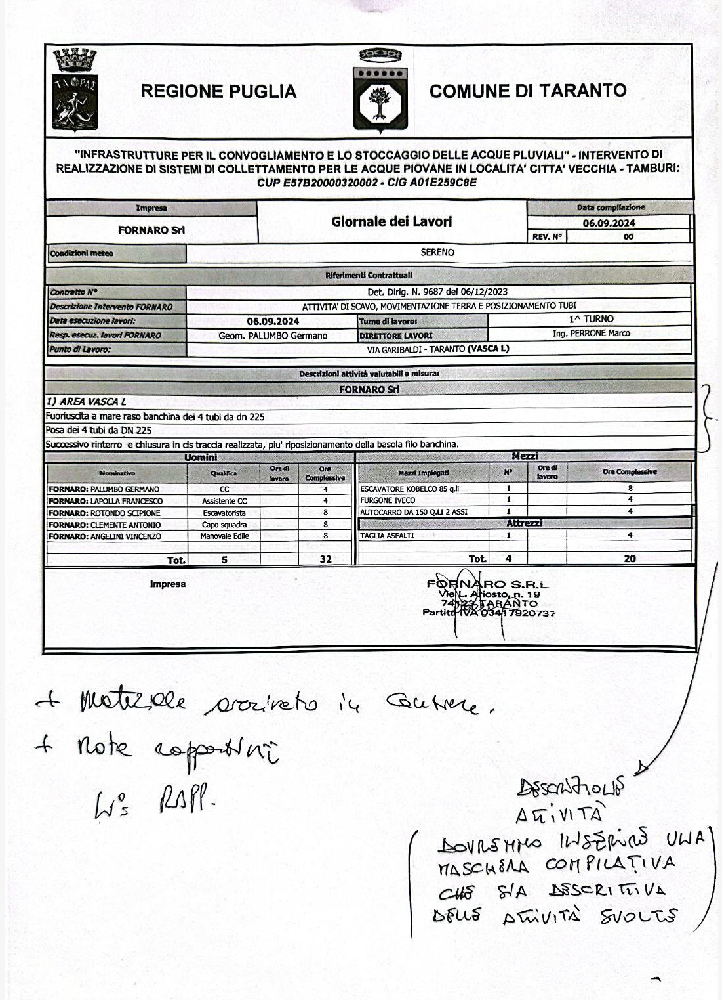 ΤΑΡΑΣ
REGIONE PUGLIA
COMUNE DI TARANTO
"INFRASTRUTTURE PER IL CONVOGLIAMENTO E LO STOCCAGGIO DELLE ACQUE PLUVIALI" - INTERVENTO DI
REALIZZAZIONE DI SISTEMI DI COLLETTAMENTO PER LE ACQUE PIOVANE IN LOCALITA' CITTA' VECCHIA - TAMBURI:
CUP E57B20000320002 - CIG A01E259C8E
Impresa
FORNARO Srl
Giornale dei Lavori
Data compilazione
06.09.2024
REV. N° 00
Condizioni meteo SERENO
Riferimenti Contrattuali
Contratto N° Det. Dirig. N. 9687 del 06/12/2023
Descrizione Intervento FORNARO ATTIVITA' DI SCAVO, MOVIMENTAZIONE TERRA E POSIZIONAMENTO TUBI
Data esecuzione lavori: 06.09.2024 Turno di lavoro: 1^ TURNO
Resp. esecuz. lavori FORNARO Geom. PALUMBO Germano DIRETTORE LAVORI Ing. PERRONE Marco
Punto di Lavoro: VIA GARIBALDI - TARANTO (VASCA L)
Descrizioni attività valutabili a misura:
FORNARO Srl
1) AREA VASCA L
Fuoriuscita a mare raso banchina dei 4 tubi da dn 225
Posa dei 4 tubi da DN 225
Successivo rinterro e chiusura in cls traccia realizzata, piu' riposizionamento della basola filo banchina.
Uomini Mezzi
Nominativo Qualifica Ore di lavoro Ore Complessive Mezzi Impiegati N° Ore di lavoro Ore Complessive
FORNARO: PALUMBO GERMANO CC 4 ESCAVATORE KOBELCO 85 q.li 1 8
FORNARO: LAPOLLA FRANCESCO Assistente CC 4 FURGONE IVECO 1 4
FORNARO: ROTONDO SCIPIONE Escavatorista 8 AUTOCARRO DA 150 Q.LI 2 ASSI 1 4
FORNARO: CLEMENTE ANTONIO Capo squadra 8 Attrezzi
FORNARO: ANGELINI VINCENZO Manovale Edile 8 TAGLIA ASFALTI 1 4
Tot. 5 32 Tot. 4 20
Impresa
FORNARO S.R.L
Via L. Ariosto, n. 19
74123 TARANTO
Partita IVA 03417920737
+ Materiale arrivato in cantiere.
+ Note rapportini
N° RAPP.
DESCRIZIONE
ATTIVITÀ
DOVREMMO INSERIRE UNA
MASCHERA COMPILATIVA
CHE SIA DESCRITTIVA
DELLE ATTIVITÀ SVOLTE